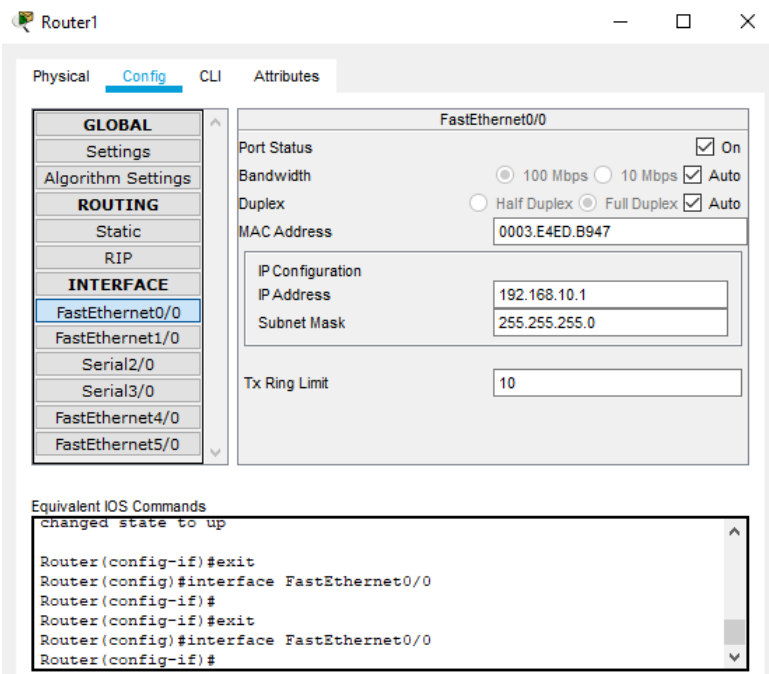 Router1
Physical Config CLI Attributes
GLOBAL
Settings
Algorithm Settings
ROUTING
Static
RIP
INTERFACE
FastEthernet0/0
FastEthernet1/0
Serial2/0
Serial3/0
FastEthernet4/0
FastEthernet5/0
FastEthernet0/0
Port Status On
Bandwidth 100 Mbps 10 Mbps Auto
Duplex Half Duplex Full Duplex Auto
MAC Address 0003.E4ED.B947
IP Configuration
IP Address 192.168.10.1
Subnet Mask 255.255.255.0
Tx Ring Limit 10
Equivalent IOS Commands
changed state to up
Router(config-if)#exit
Router(config)#interface FastEthernet0/0
Router(config-if)#
Router(config-if)#exit
Router(config)#interface FastEthernet0/0
Router(config-if)#